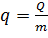 q = Q/m